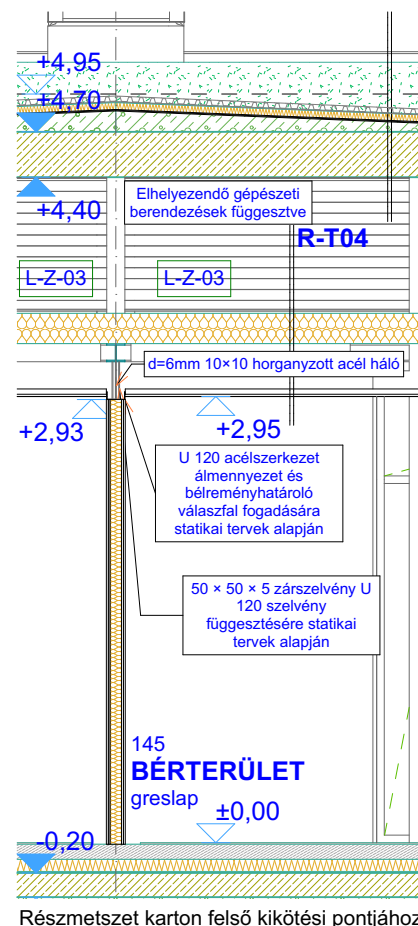 +4,95
+4,70
Elhelyezendő gépészeti
berendezések függesztve
+4,40
R-T04
L-Z-03
L-Z-03
d=6mm 10×10 horganyzott acél háló
+2,93
+2,95
U 120 acélszerkezet
álmennyezet és
bélreményhatároló
válaszfal fogadására
statikai tervek alapján
50 × 50 × 5 zárszelvény U
120 szelvény
függesztésére statikai
tervek alapján
145
BÉRTERÜLET
greslap
±0,00
-0,20
Részmetszet karton felső kikötési pontjához